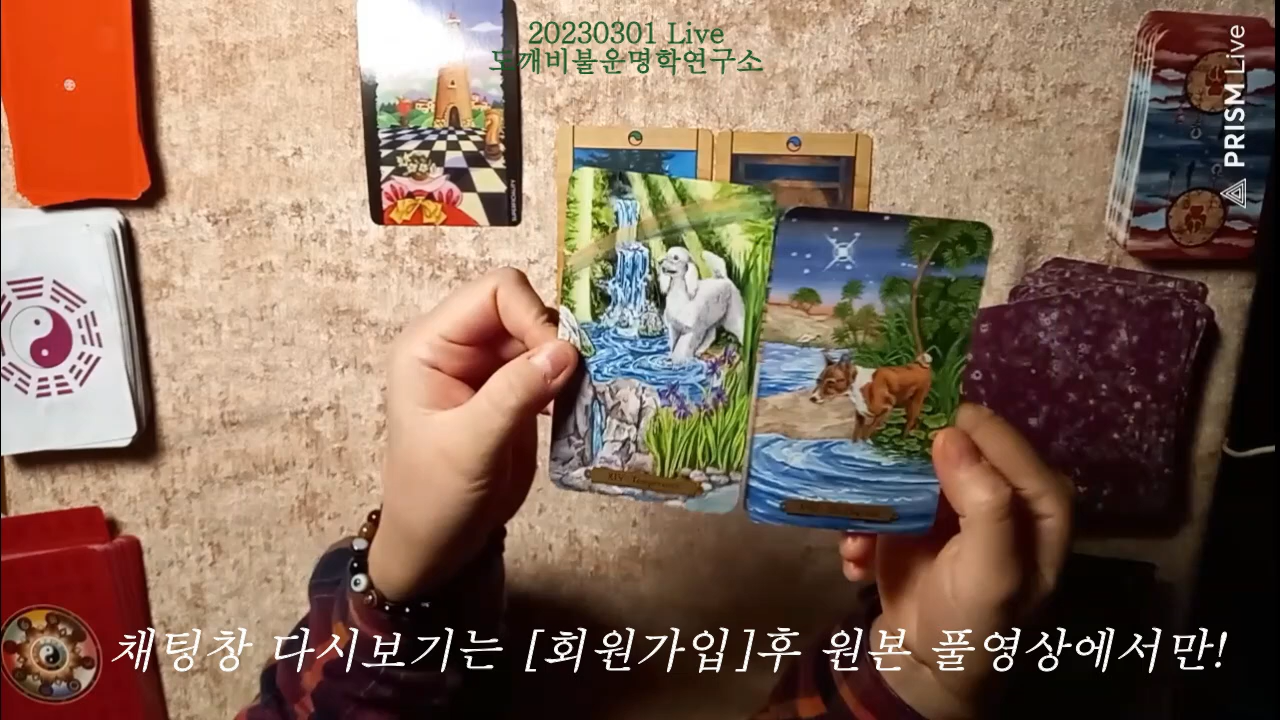 20230301 Live
도깨비불운명학연구소
PRISM Live
XIV
채팅창 다시보기는 [회원가입]후 원본 풀영상에서만!